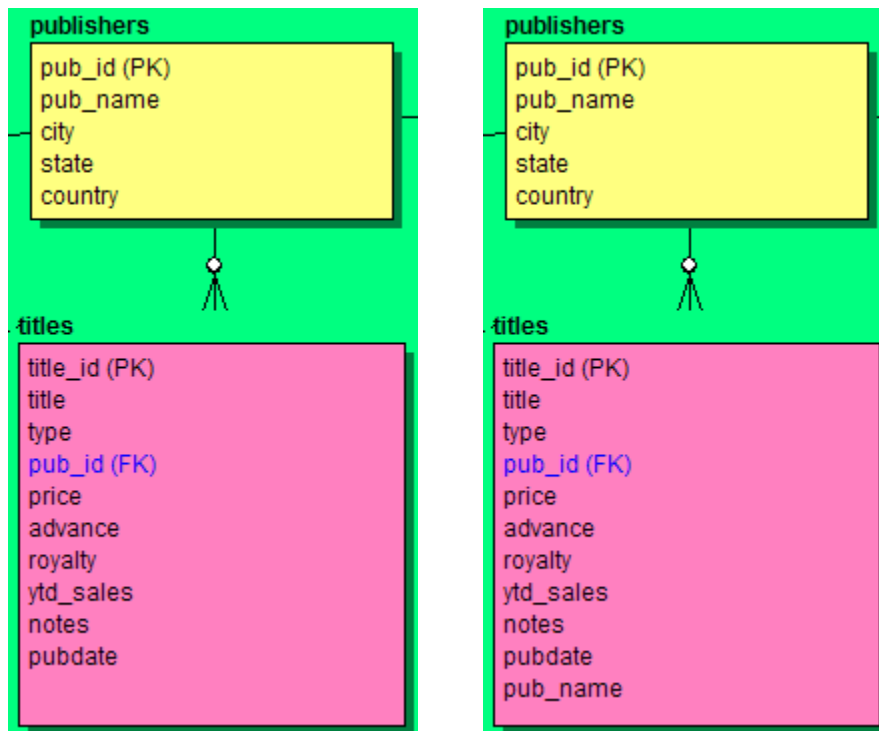 publishers
pub_id (PK)
pub_name
city
state
country
titles
title_id (PK)
title
type
pub_id (FK)
price
advance
royalty
ytd_sales
notes
pubdate
publishers
pub_id (PK)
pub_name
city
state
country
titles
title_id (PK)
title
type
pub_id (FK)
price
advance
royalty
ytd_sales
notes
pubdate
pub_name